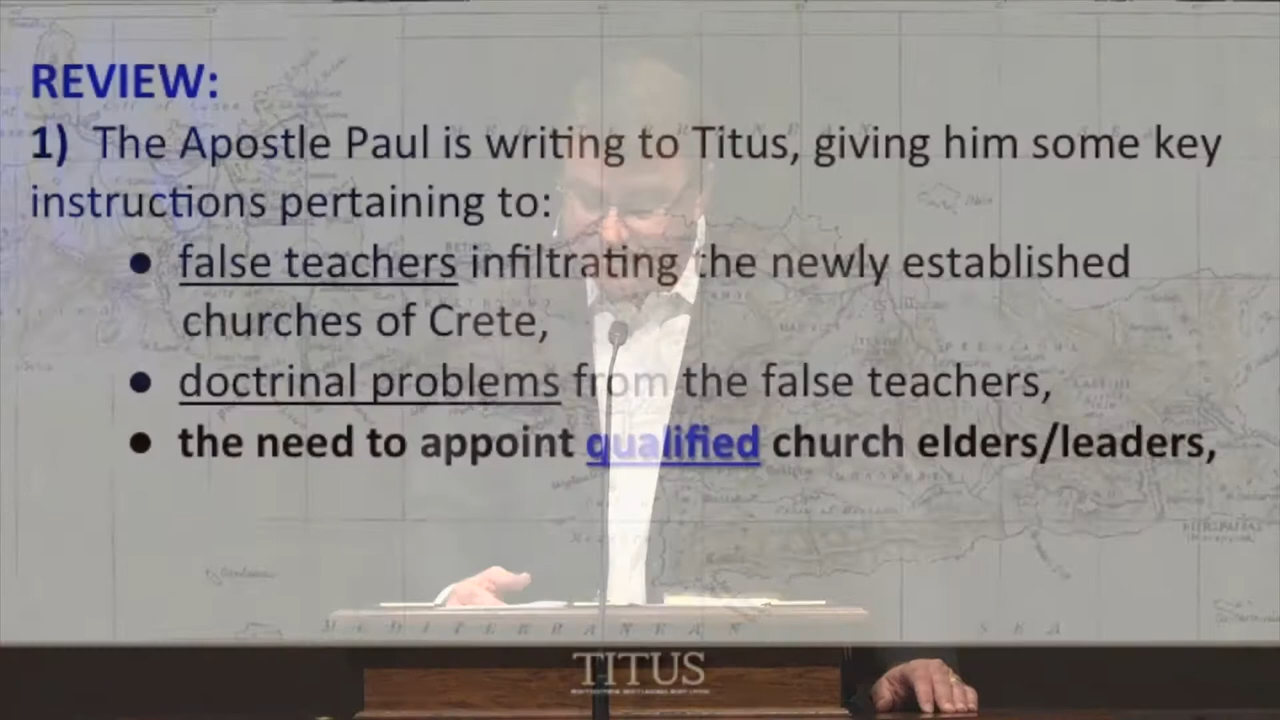 REVIEW:
1) The Apostle Paul is writing to Titus, giving him some key
instructions pertaining to:
● false teachers infiltrating the newly established
churches of Crete,
● doctrinal problems from the false teachers,
● the need to appoint qualified church elders/leaders,
M E D I T E R R A N E A N
S E A
TITUS